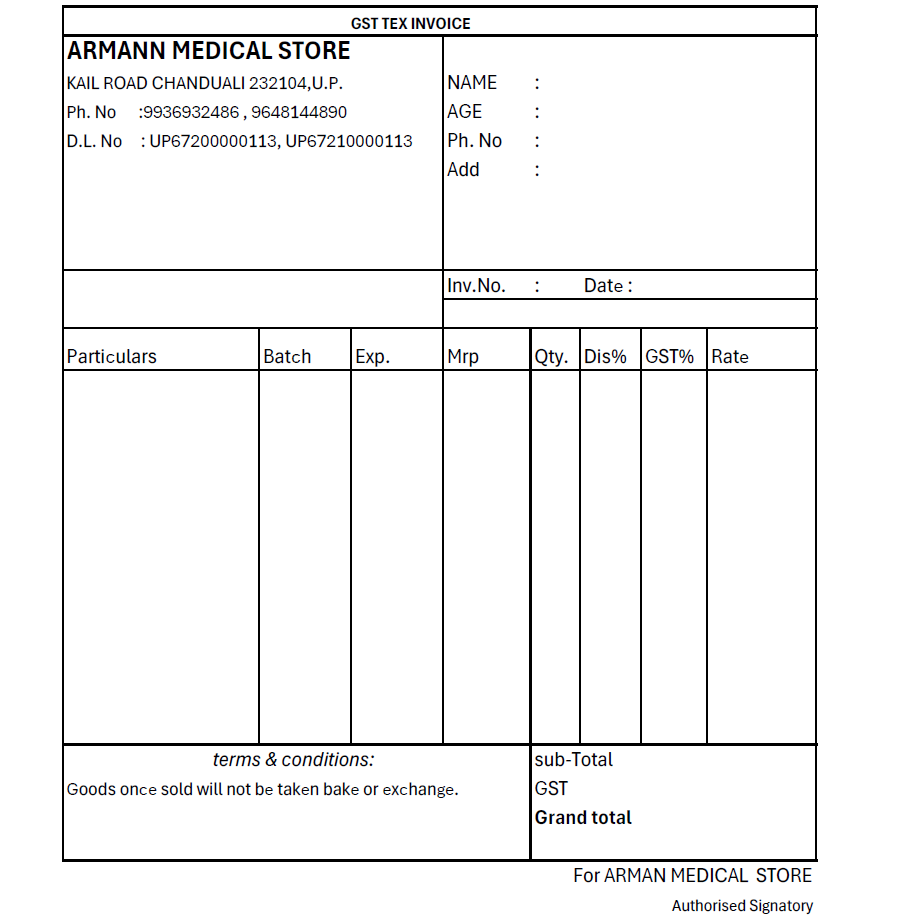 GST TEX INVOICE
ARMANN MEDICAL STORE
KAIL ROAD CHANDUALI 232104,U.P.
Ph. No :9936932486 , 9648144890
D.L. No : UP67200000113, UP67210000113
NAME :
AGE :
Ph. No :
Add :
Inv.No. : Date :
Particulars Batch Exp. Mrp Qty. Dis% GST% Rate
terms & conditions:
Goods once sold will not be taken bake or exchange.
sub-Total
GST
Grand total
For ARMAN MEDICAL STORE
Authorised Signatory